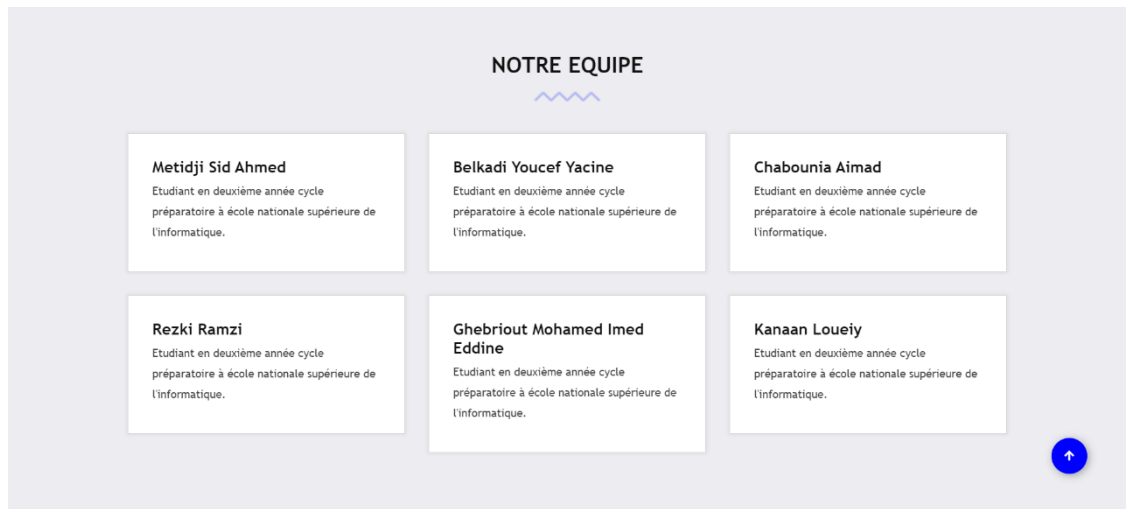 NOTRE EQUIPE
Metidji Sid Ahmed
Etudiant en deuxième année cycle
préparatoire à école nationale supérieure de
l'informatique.
Belkadi Youcef Yacine
Etudiant en deuxième année cycle
préparatoire à école nationale supérieure de
l'informatique.
Chabounia Aimad
Etudiant en deuxième année cycle
préparatoire à école nationale supérieure de
l'informatique.
Rezki Ramzi
Etudiant en deuxième année cycle
préparatoire à école nationale supérieure de
l'informatique.
Ghebriout Mohamed Imed
Eddine
Etudiant en deuxième année cycle
préparatoire à école nationale supérieure de
l'informatique.
Kanaan Loueiy
Etudiant en deuxième année cycle
préparatoire à école nationale supérieure de
l'informatique.